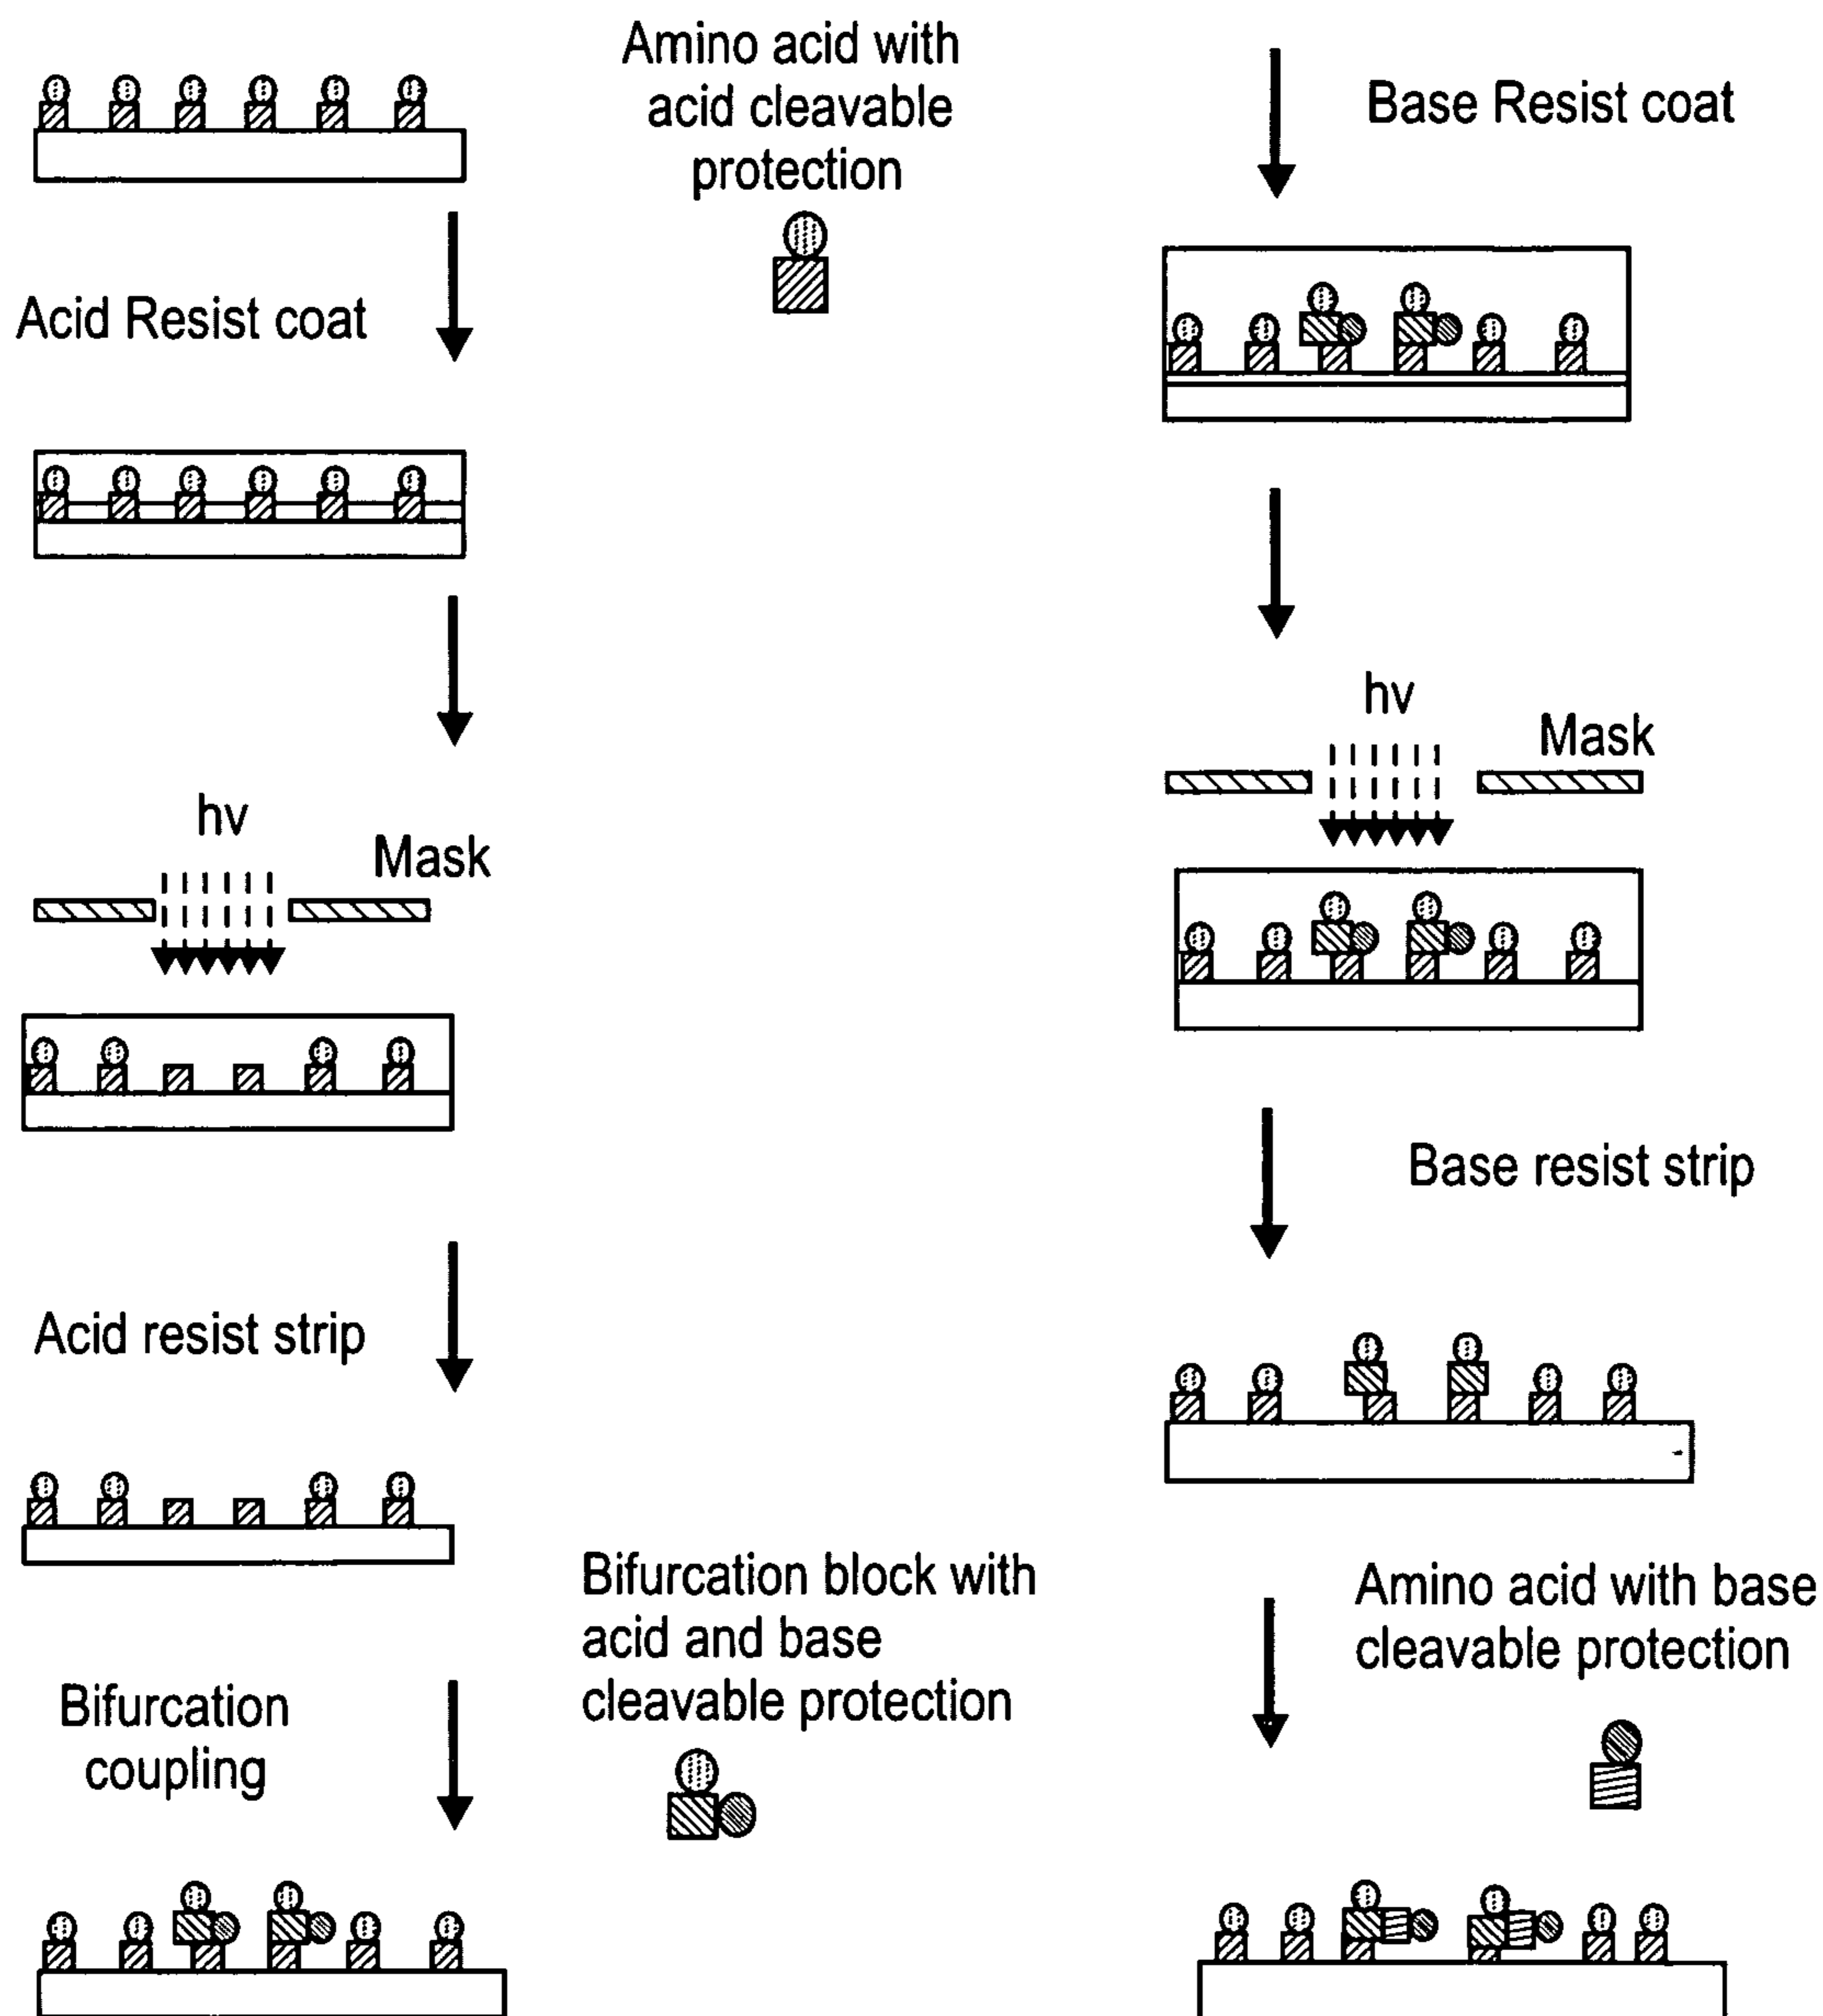 Amino acid with
acid cleavable
protection
Acid Resist coat
hv
Mask
Acid resist strip
Bifurcation
coupling
Bifurcation block with
acid and base
cleavable protection
Base Resist coat
hv
Mask
Base resist strip
Amino acid with base
cleavable protection